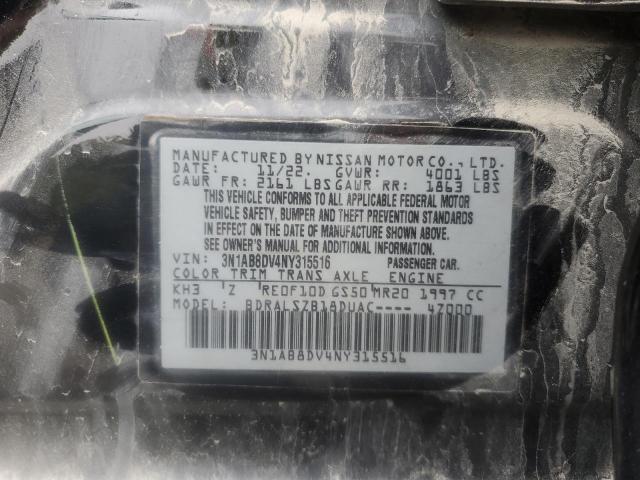 MANUFACTURED BY NISSAN MOTOR CO., LTD.
DATE: 11/22. GVWR: 4001 LBS
GAWR FR: 2161 LBS GAWR RR: 1863 LBS
THIS VEHICLE CONFORMS TO ALL APPLICABLE FEDERAL MOTOR
VEHICLE SAFETY, BUMPER AND THEFT PREVENTION STANDARDS
IN EFFECT ON THE DATE OF MANUFACTURE SHOWN ABOVE.
SEE OWNER'S MANUAL FOR ADDITIONAL INFORMATION.
VIN: 3N1AB8DV4NY315516 PASSENGER CAR.
COLOR TRIM TRANS AXLE ENGINE
KH3 Z RE0F10D GS50 MR20 1997 CC
MODEL: BDRALSZB18DUAC---- 4Z000
3N1AB8DV4NY315516